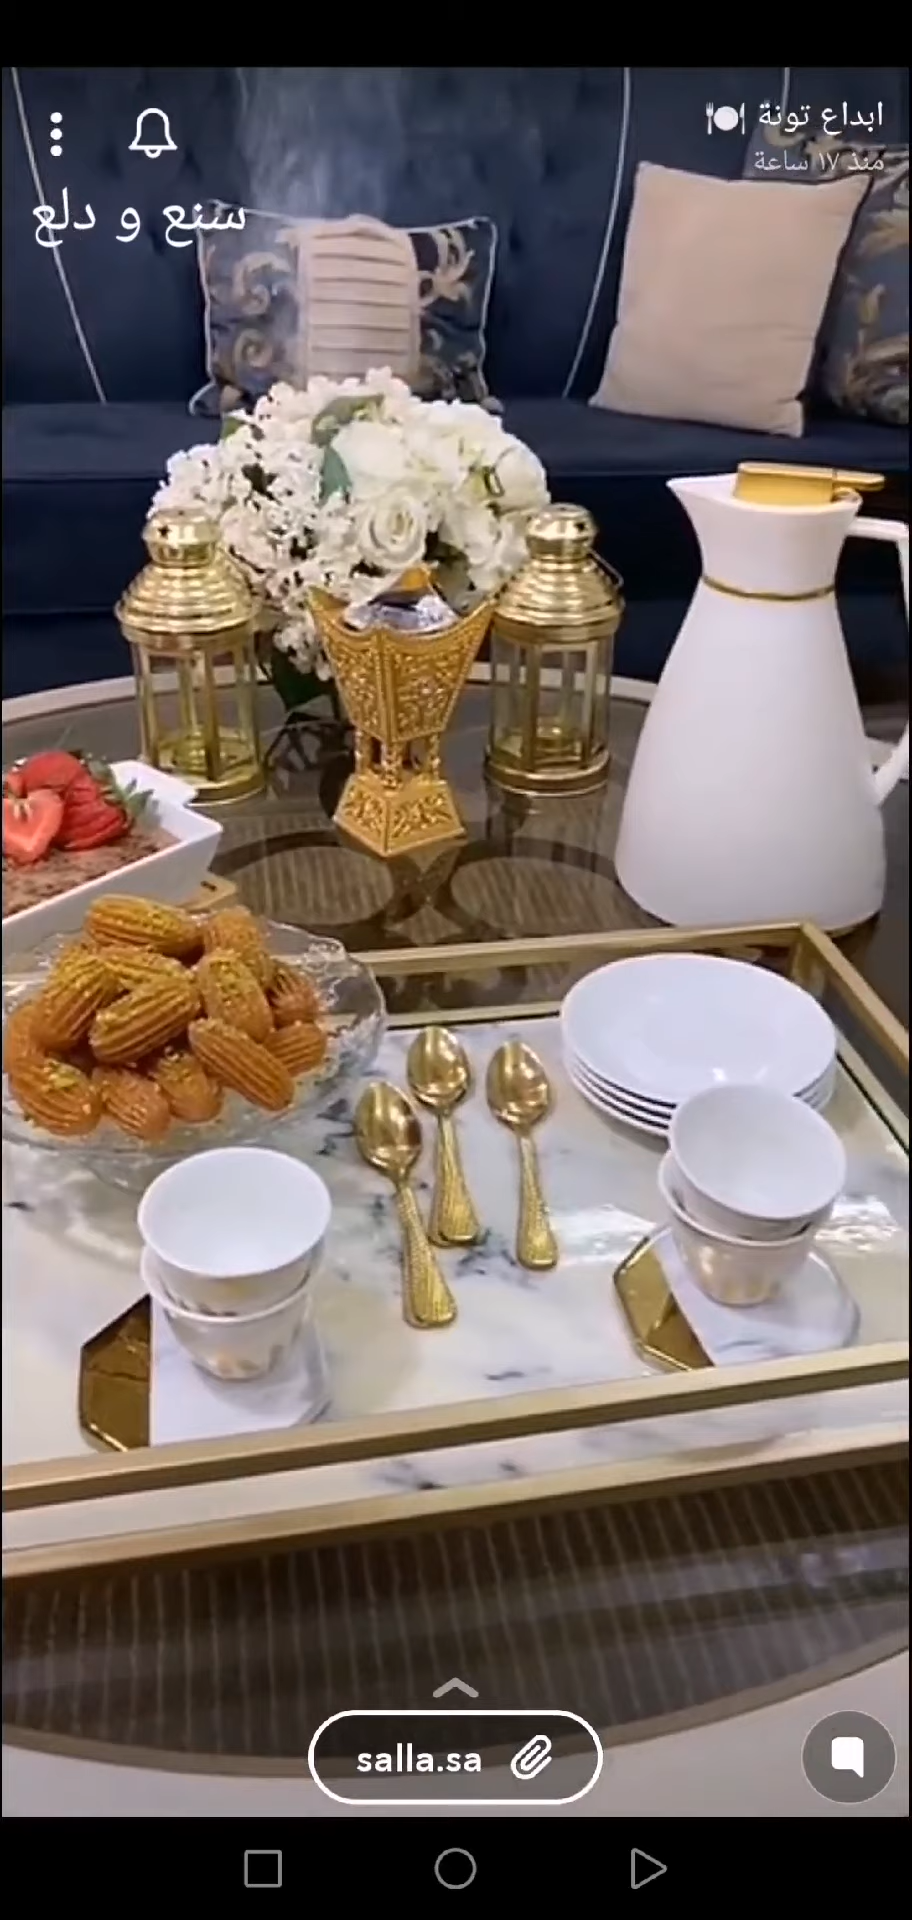 ابداع تونة
منذ ١٧ ساعة
سنع و دلع
salla.sa